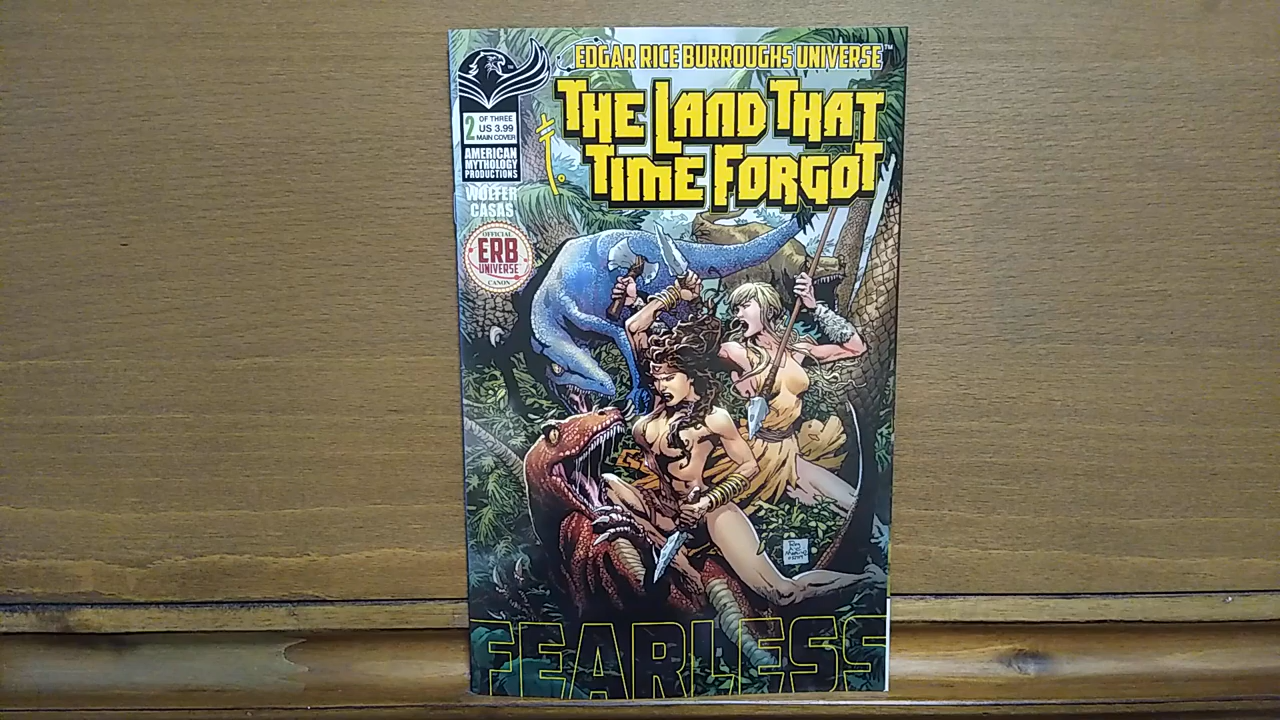 EDGAR RICE BURROUGHS UNIVERSE™
THE LAND THAT
TIME FORGOT
2 OF THREE
US 3.99
MAIN COVER
AMERICAN
MYTHOLOGY
PRODUCTIONS
WOLFER
CASAS
OFFICIAL
ERB
UNIVERSE
CANON
FEARLESS